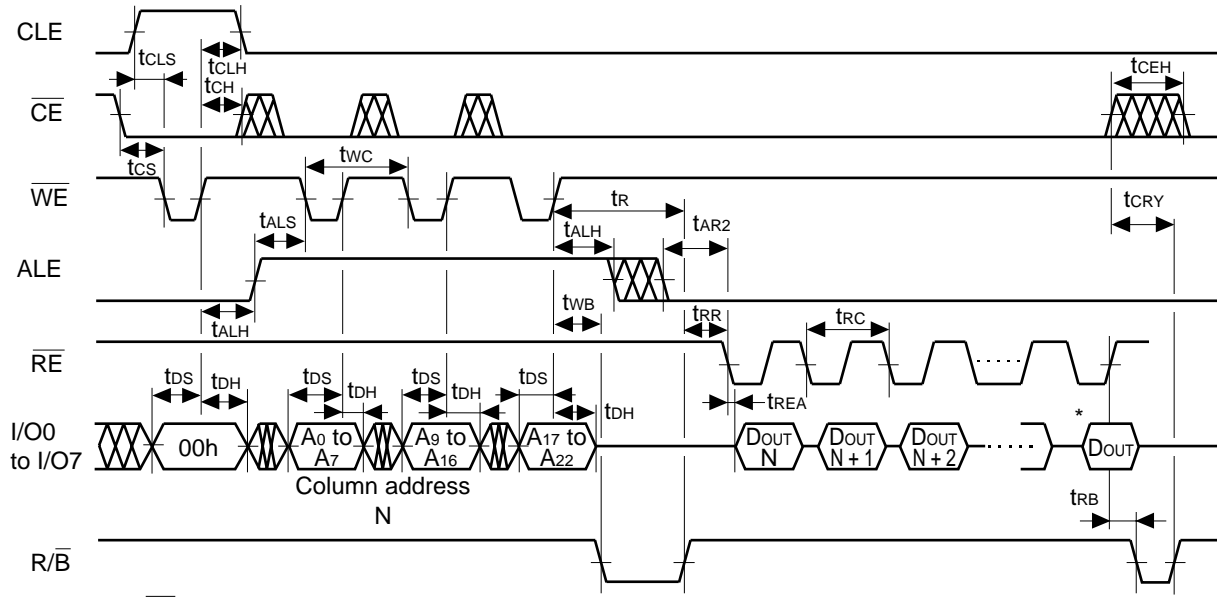 CLE
tCLS
tCLH
tCH
tCEH
CE
tCS
tWC
WE
tR
tCRY
tALS
tALH
tAR2
ALE
tALH
tWB
tRR
tRC
RE
tDS
tDH
tDS
tDH
tDS
tDH
tDS
tDH
tREA
*
I/O0
to I/O7
00h
A0 to
A7
A9 to
A16
A17 to
A22
DOUT
N
DOUT
N + 1
DOUT
N + 2
DOUT
Column address
N
tRB
R/B